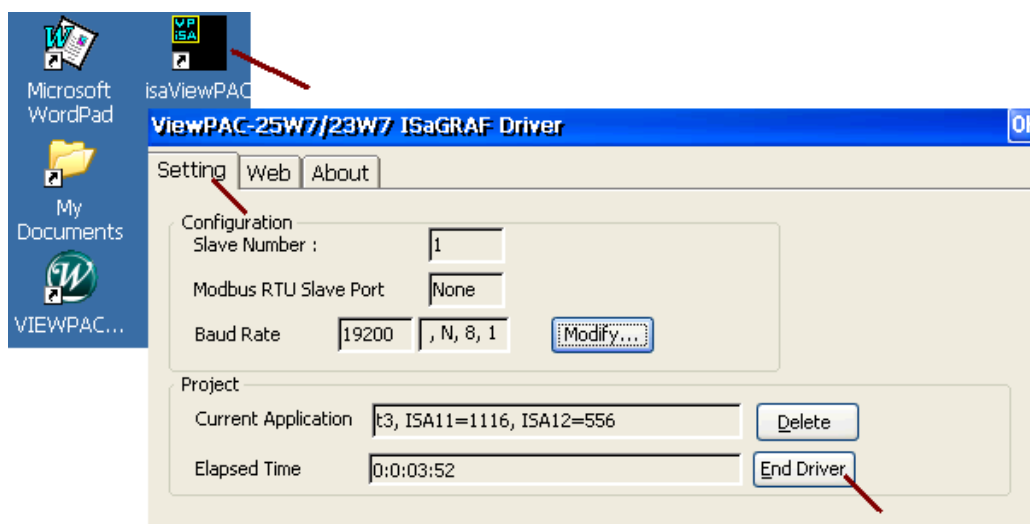 VP
iSA
Microsoft
WordPad
isaViewPAC
My
Documents
VIEWPAC...
ViewPAC-25W7/23W7 ISaGRAF Driver
Setting Web About
Configuration
Slave Number : 1
Modbus RTU Slave Port None
Baud Rate 19200 , N, 8, 1 Modify...
Project
Current Application t3, ISA11=1116, ISA12=556 Delete
Elapsed Time 0:0:03:52 End Driver